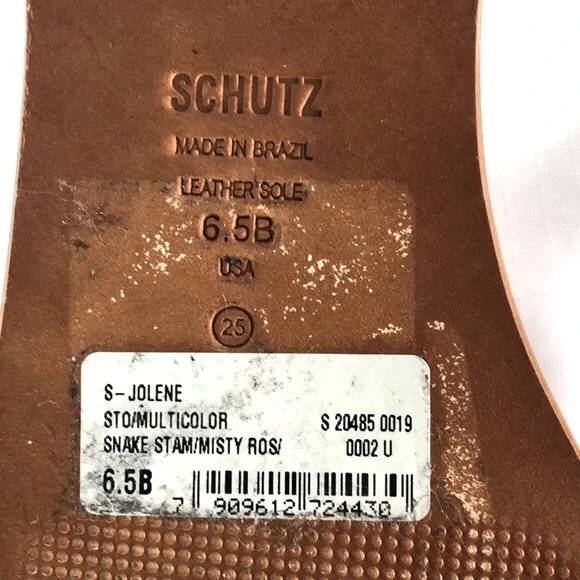 SCHUTZ
MADE IN BRAZIL
LEATHER SOLE
6.5B
USA
25
S-JOLENE
STO/MULTICOLOR S 20485 0019
SNAKE STAM/MISTY ROS/ 0002 U
6.5B
7 909612 724430